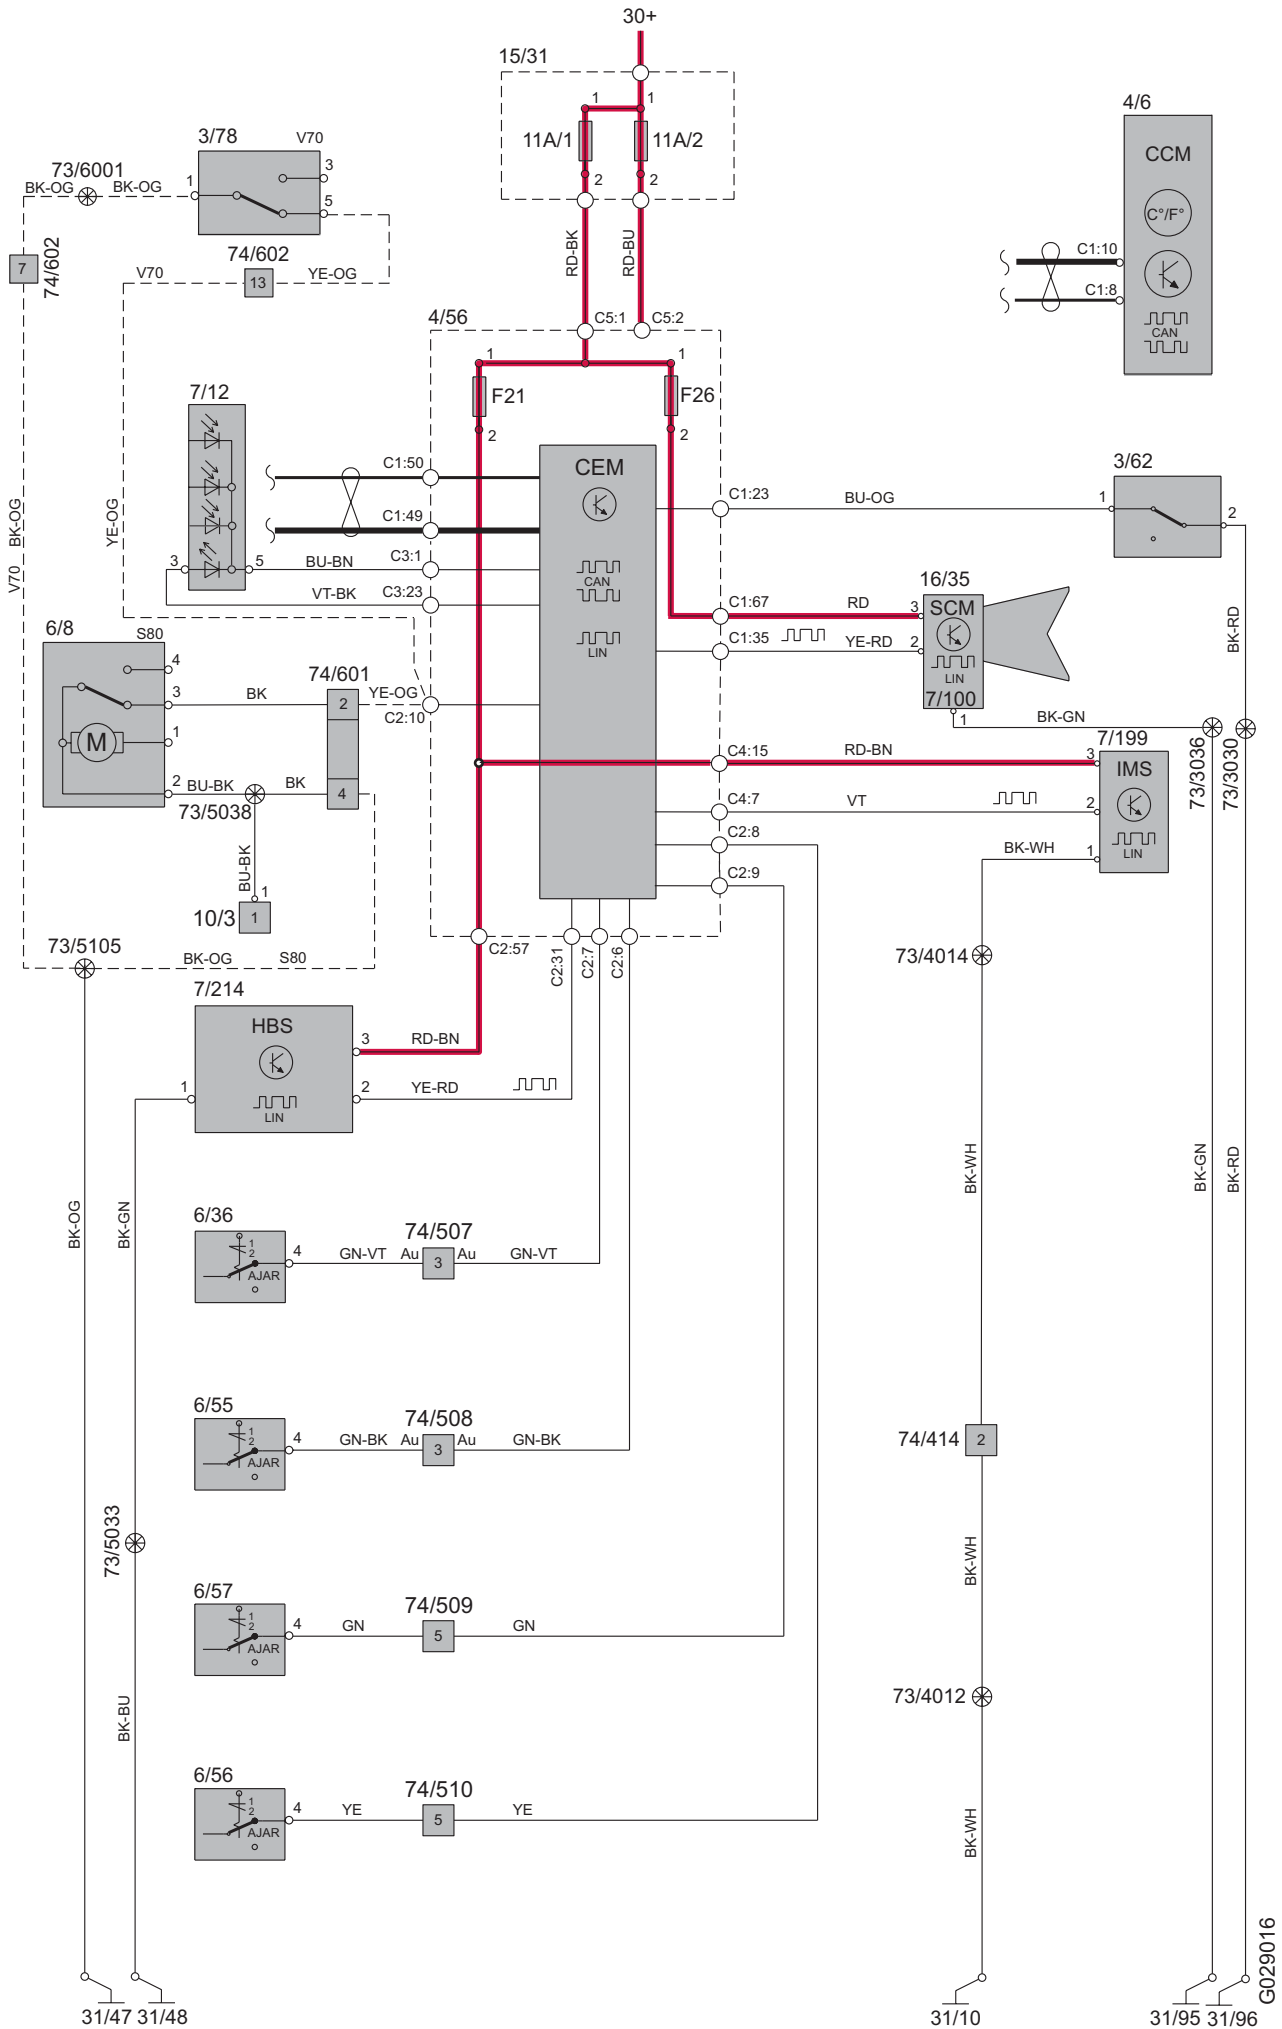 30+
15/31
1
1
11A/1
11A/2
2
2
RD-BK
RD-BU
4/6
CCM
C°/F°
C1:10
C1:8
CAN
3/78
V70
73/6001
BK-OG
BK-OG
1
3
5
7
74/602
74/602
V70
13
YE-OG
4/56
C5:1
C5:2
1
1
F21
F26
2
2
7/12
CEM
C1:50
C1:49
CAN
LIN
3
5
BU-BN
C3:1
VT-BK
C3:23
YE-OG
V70
BK-OG
C1:23
BU-OG
3/62
1
2
BK-RD
16/35
SCM
LIN
7/100
C1:67
RD
3
C1:35
YE-RD
2
1
BK-GN
6/8
S80
4
3
M
1
2
BK
74/601
2
YE-OG
C2:10
BU-BK
BK
4
73/5038
BU-BK
1
10/3
1
C4:15
RD-BN
3
7/199
IMS
LIN
C4:7
VT
2
BK-WH
1
C2:8
C2:9
73/3036
73/3030
73/5105
BK-OG
S80
C2:57
C2:31
C2:7
C2:6
73/4014
7/214
HBS
LIN
3
RD-BN
1
2
YE-RD
BK-OG
BK-GN
BK-WH
BK-GN
BK-RD
6/36
1
2
AJAR
4
GN-VT
Au
74/507
3
Au
GN-VT
6/55
1
2
AJAR
4
GN-BK
Au
74/508
3
Au
GN-BK
74/414
2
73/5033
BK-WH
6/57
1
2
AJAR
4
GN
74/509
5
GN
73/4012
BK-BU
6/56
1
2
AJAR
4
YE
74/510
5
YE
BK-WH
31/47
31/48
31/10
31/95
31/96
G029016